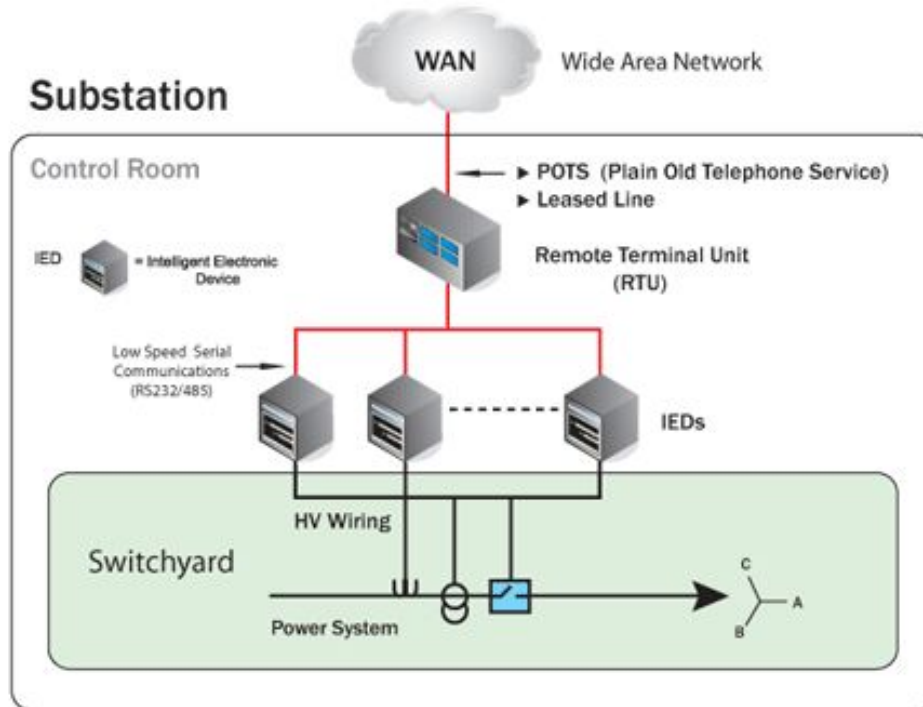 WAN
Wide Area Network
Substation
Control Room
POTS (Plain Old Telephone Service)
Leased Line
IED
= Intelligent Electronic
Device
Remote Terminal Unit
(RTU)
Low Speed Serial
Communications
(RS232/485)
IEDs
HV Wiring
Switchyard
Power System
C
A
B